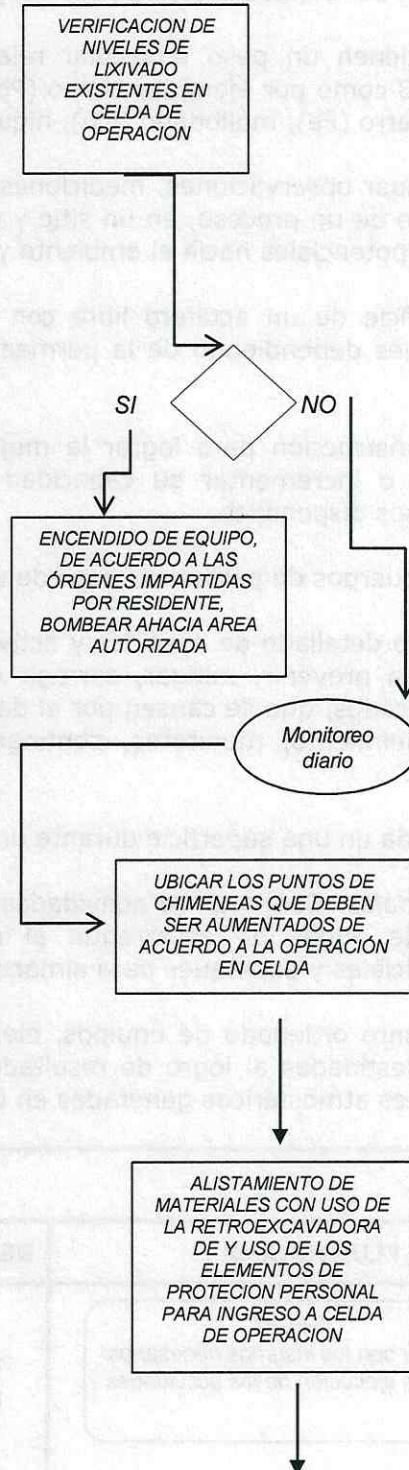 VERIFICACION DE
NIVELES DE
LIXIVADO
EXISTENTES EN
CELDA DE
OPERACION
SI
NO
ENCENDIDO DE EQUIPO,
DE ACUERDO A LAS
ÓRDENES IMPARTIDAS
POR RESIDENTE,
BOMBEAR AHACIA AREA
AUTORIZADA
Monitoreo
diario
UBICAR LOS PUNTOS DE
CHIMENEAS QUE DEBEN
SER AUMENTADOS DE
ACUERDO A LA OPERACIÓN
EN CELDA
ALISTAMIENTO DE
MATERIALES CON USO DE
LA RETROEXCAVADORA
DE Y USO DE LOS
ELEMENTOS DE
PROTECION PERSONAL
PARA INGRESO A CELDA
DE OPERACION